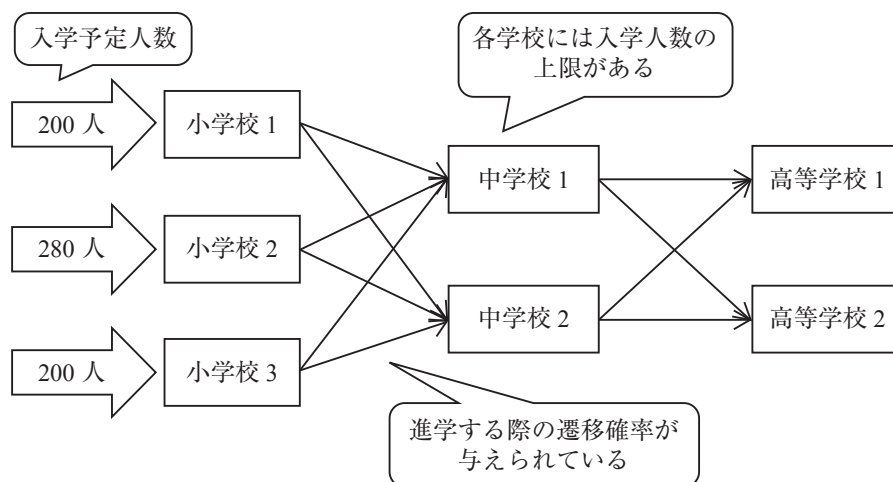 入学予定人数
各学校には入学人数の
上限がある
200 人
小学校 1
中学校 1
高等学校 1
280 人
小学校 2
中学校 2
高等学校 2
200 人
小学校 3
進学する際の遷移確率が
与えられている